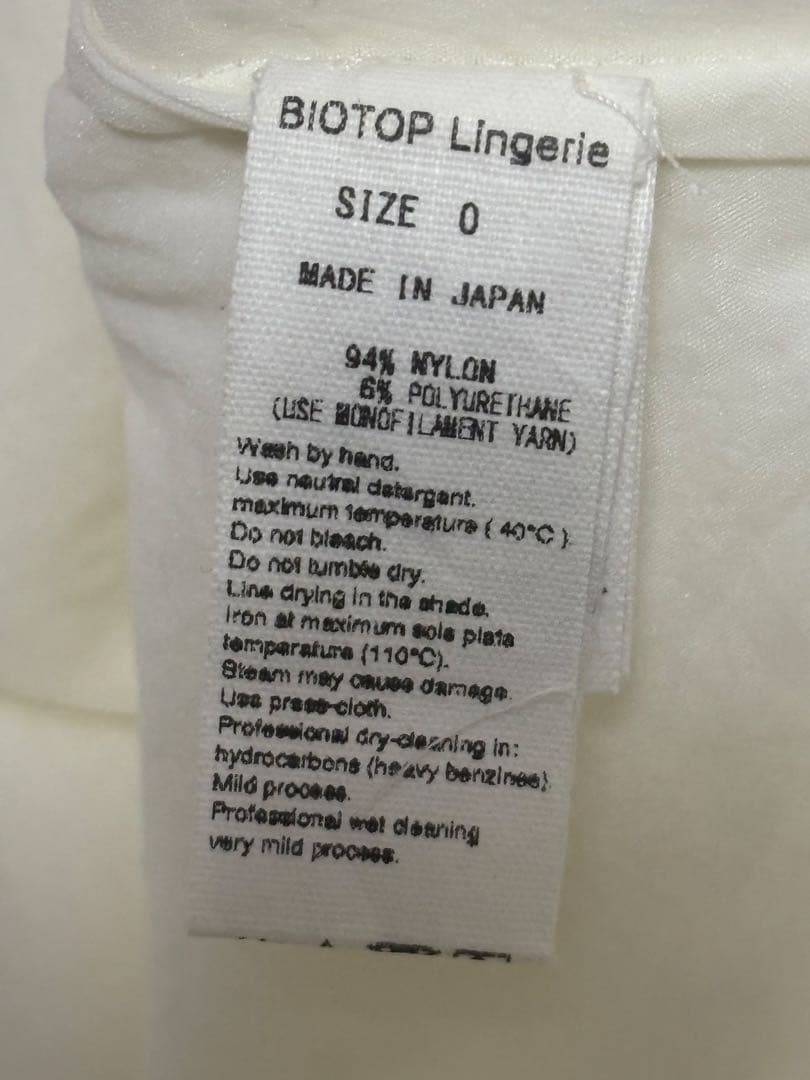 BIOTOP Lingerie
SIZE 0
MADE IN JAPAN
94% NYLON
6% POLYURETHANE
(USE MONOFILAMENT YARN)
Wash by hand.
Use neutral detergent.
maximum temperature ( 40°C ).
Do not bleach.
Do not tumble dry.
Line drying in the shade.
Iron at maximum sole plate
temperature (110°C).
Steam may cause damage.
Use press-cloth.
Professional dry-cleaning in:
hydrocarbons (heavy benzines).
Mild process.
Professional wet cleaning
very mild process.